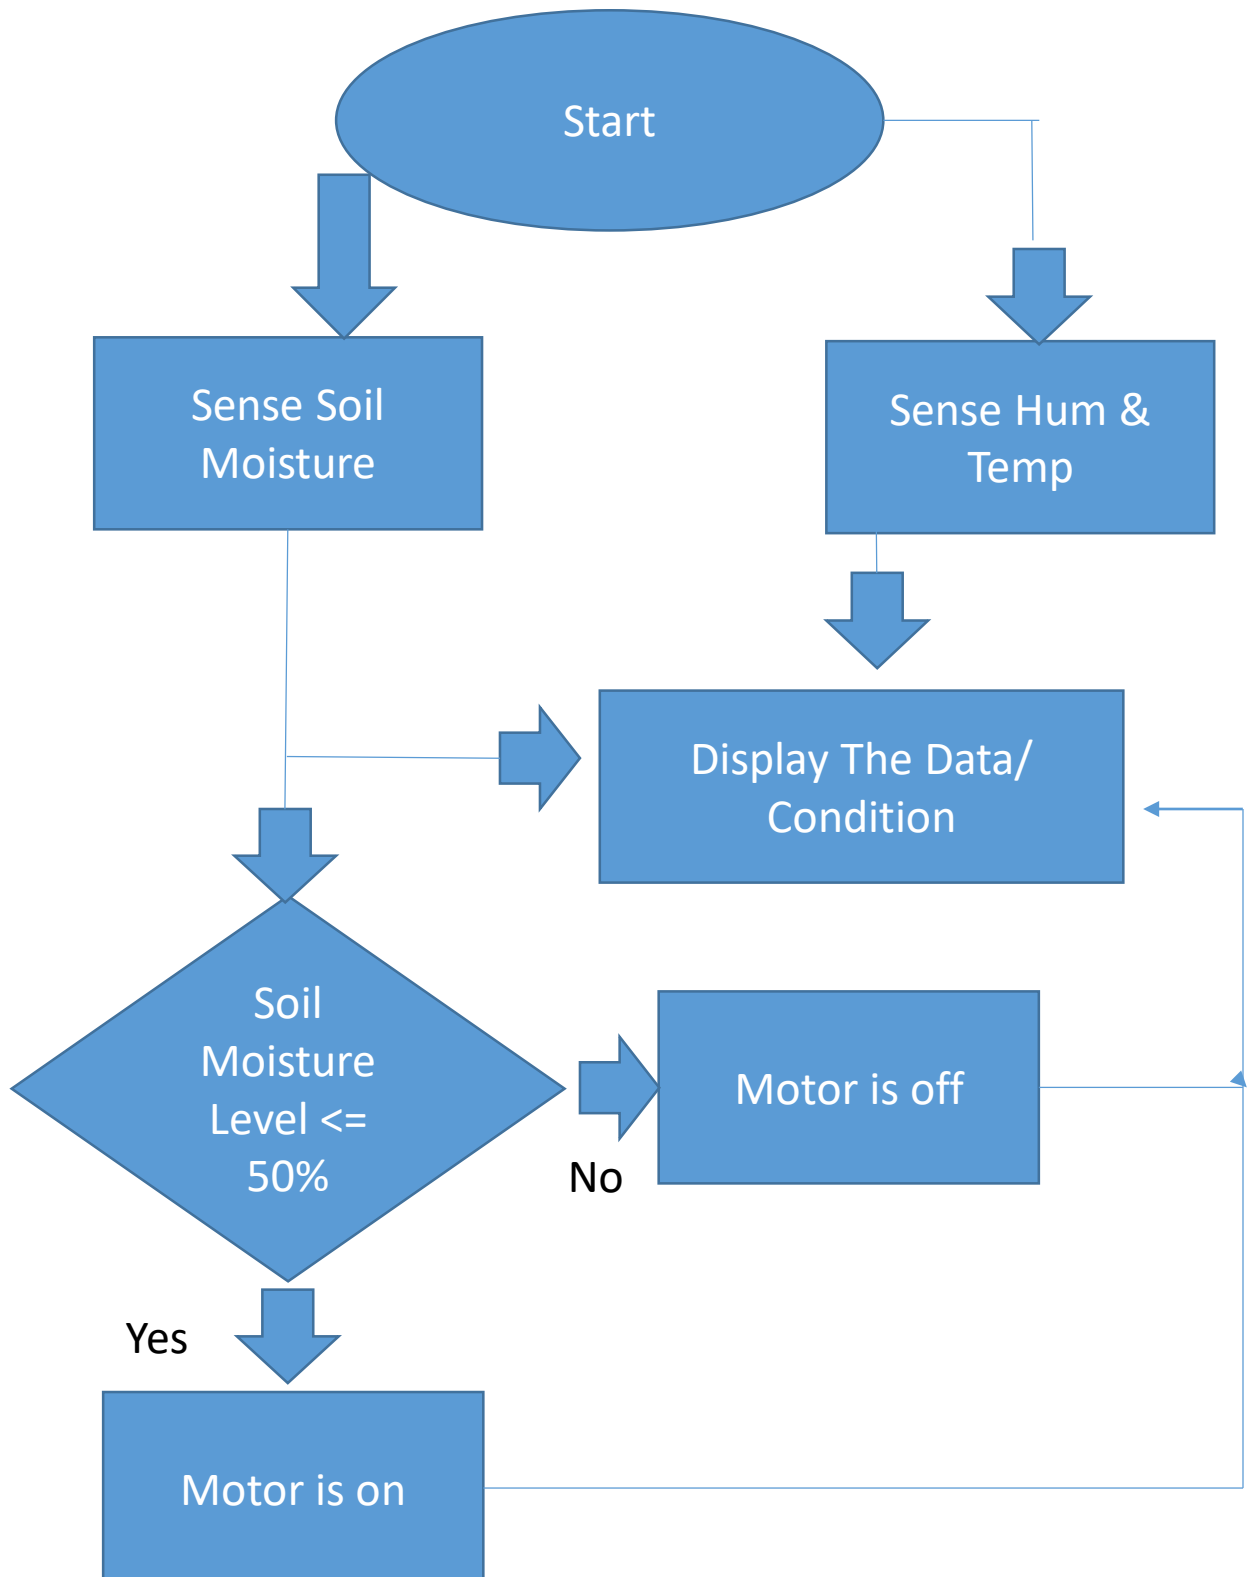 Start
Sense Soil
Moisture
Sense Hum &
Temp
Display The Data/
Condition
Soil
Moisture
Level <=
50%
No
Motor is off
Yes
Motor is on